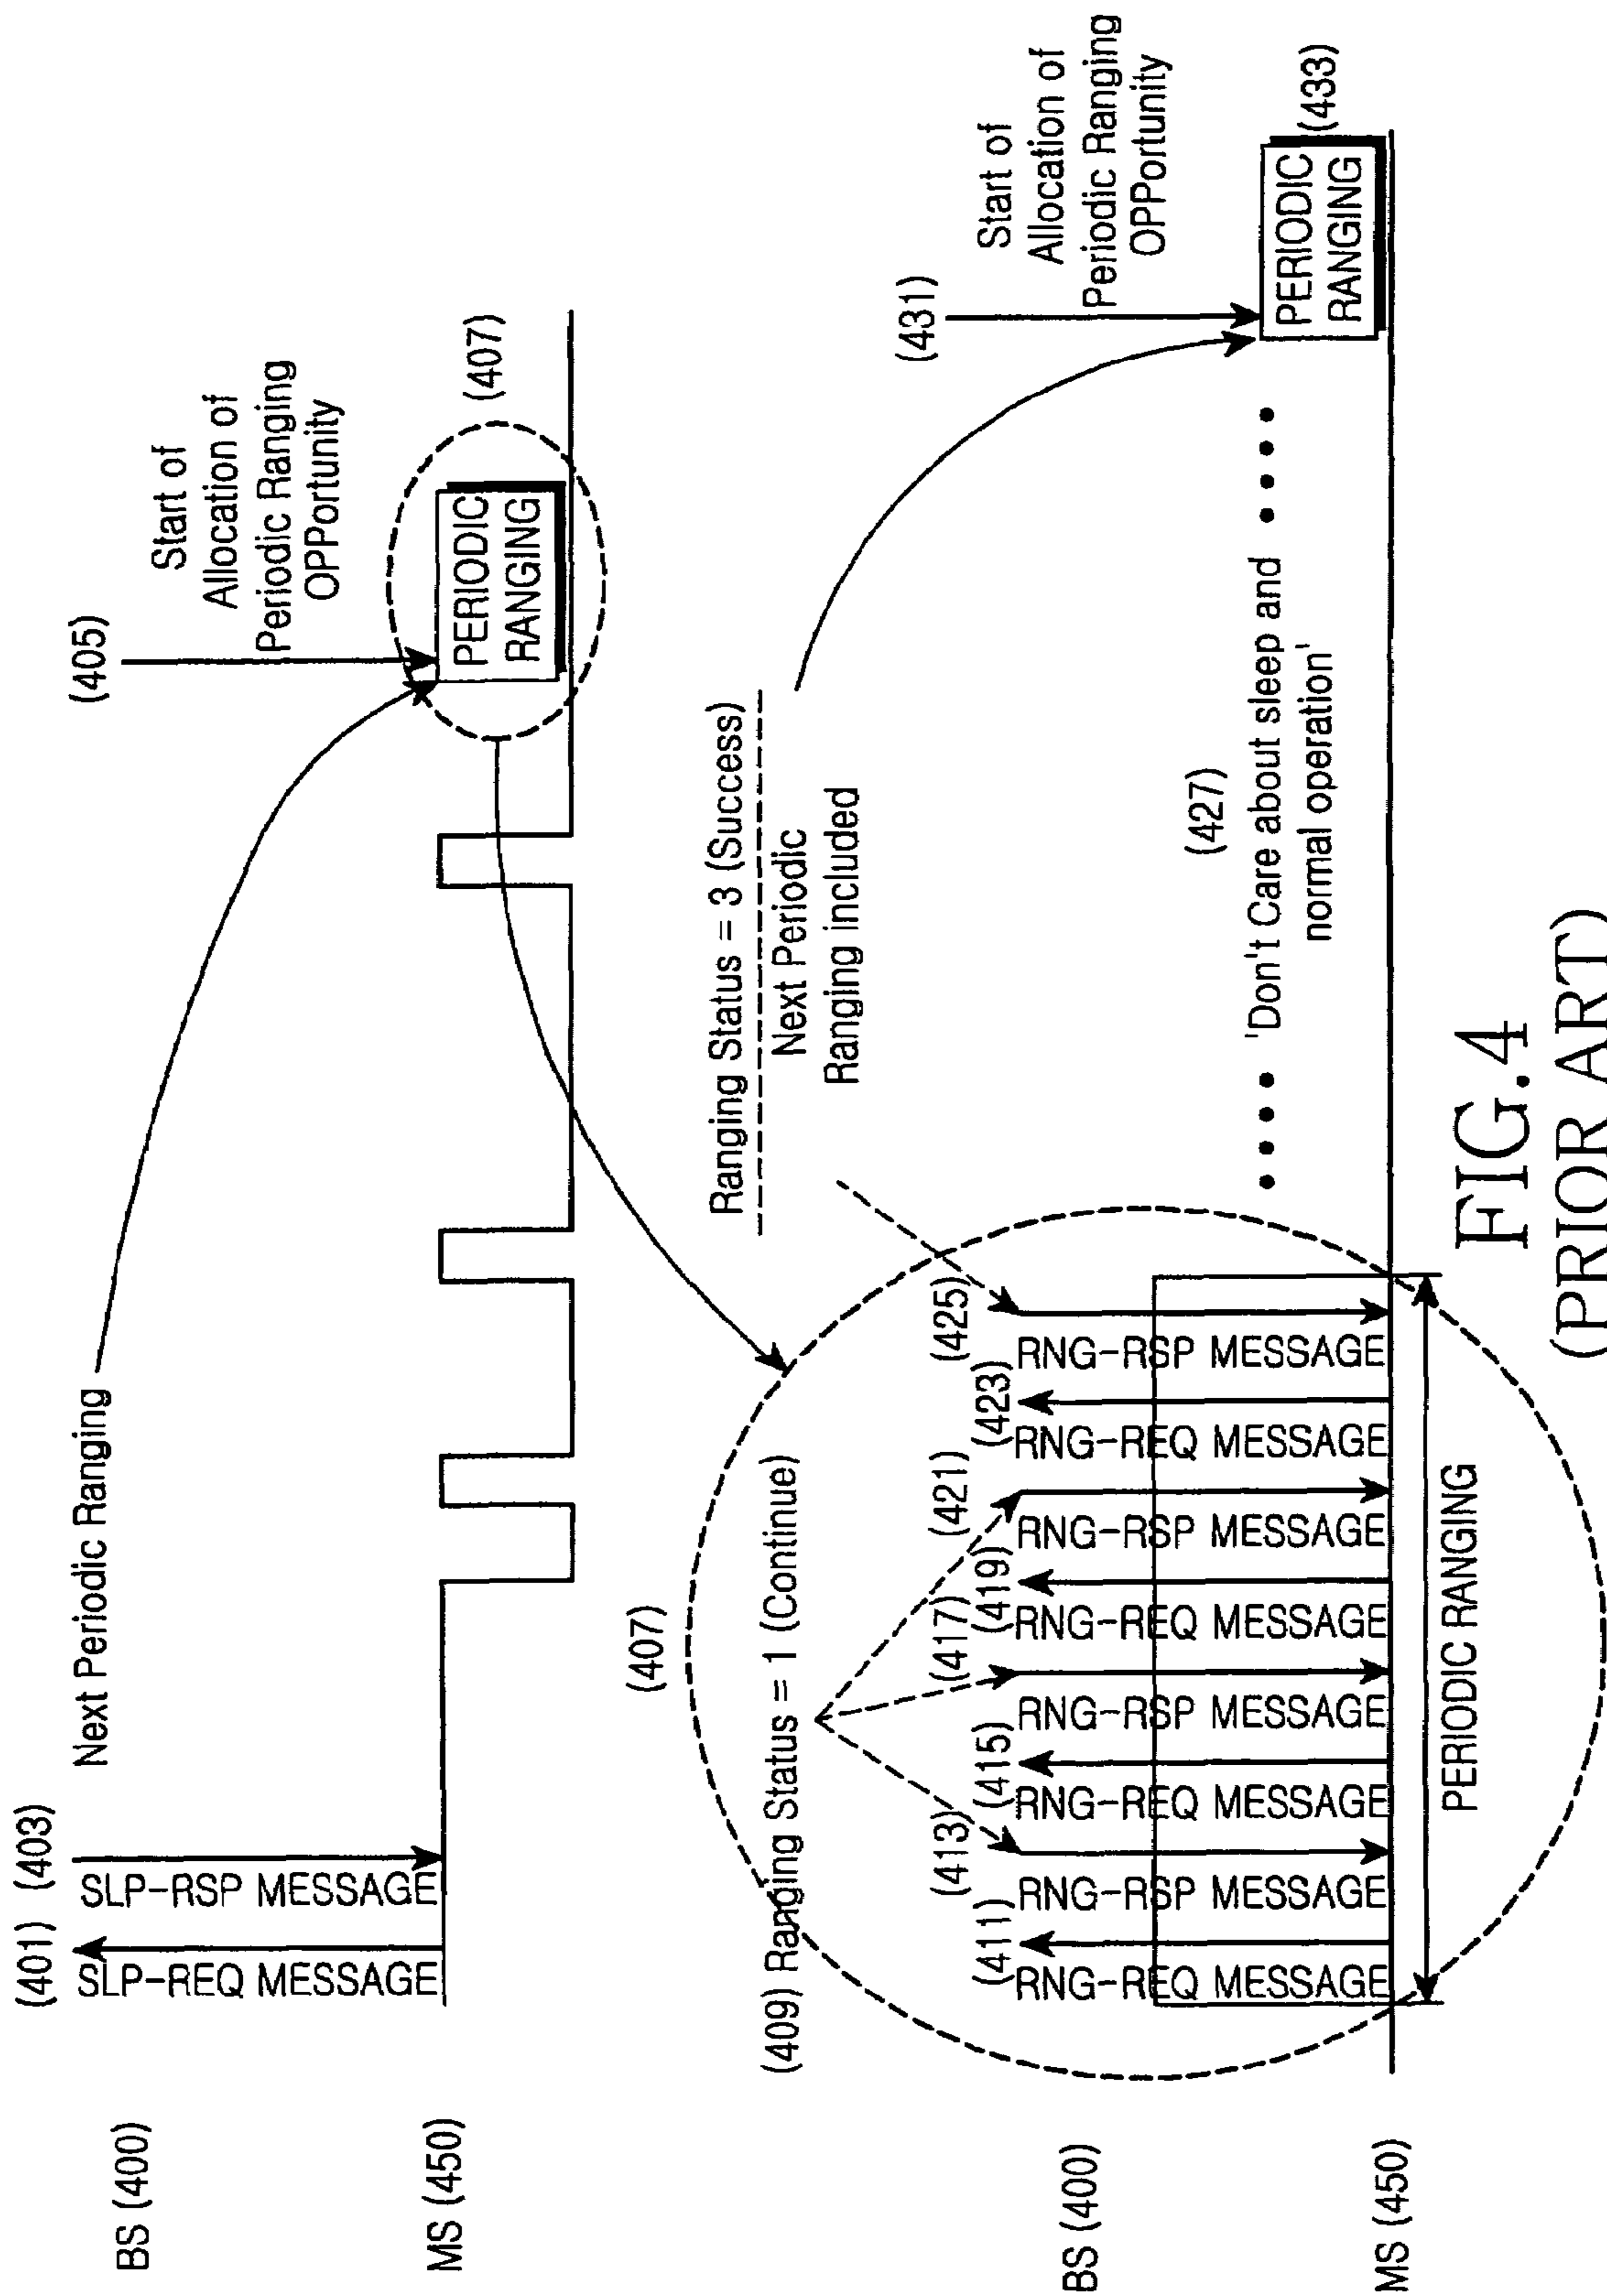 (401) (403)
BS (400)
SLP-REQ MESSAGE
SLP-RSP MESSAGE
Next Periodic Ranging
(405)
Start of
Allocation of
Periodic Ranging
OPPortunity
PERIODIC
RANGING
(407)
MS (450)
(407)
(409) Ranging Status = 1 (Continue)
Ranging Status = 3 (Success)
Next Periodic
Ranging included
(431)
Start of
Allocation of
Periodic Ranging
OPPortunity
BS (400)
(411)
(413)
(415)
(417)
(419)
(421)
(423)
(425)
RNG-REQ MESSAGE
RNG-RSP MESSAGE
RNG-REQ MESSAGE
RNG-RSP MESSAGE
RNG-REQ MESSAGE
RNG-RSP MESSAGE
RNG-REQ MESSAGE
RNG-RSP MESSAGE
(427)
'Don't Care about sleep and
normal operation'
PERIODIC
RANGING
(433)
MS (450)
PERIODIC RANGING
FIG.4
(PRIOR ART)